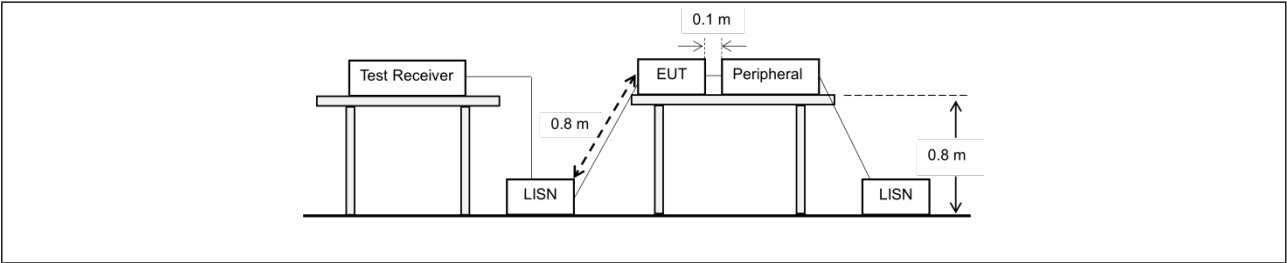 0.1 m
Test Receiver
EUT
Peripheral
0.8 m
0.8 m
LISN
LISN